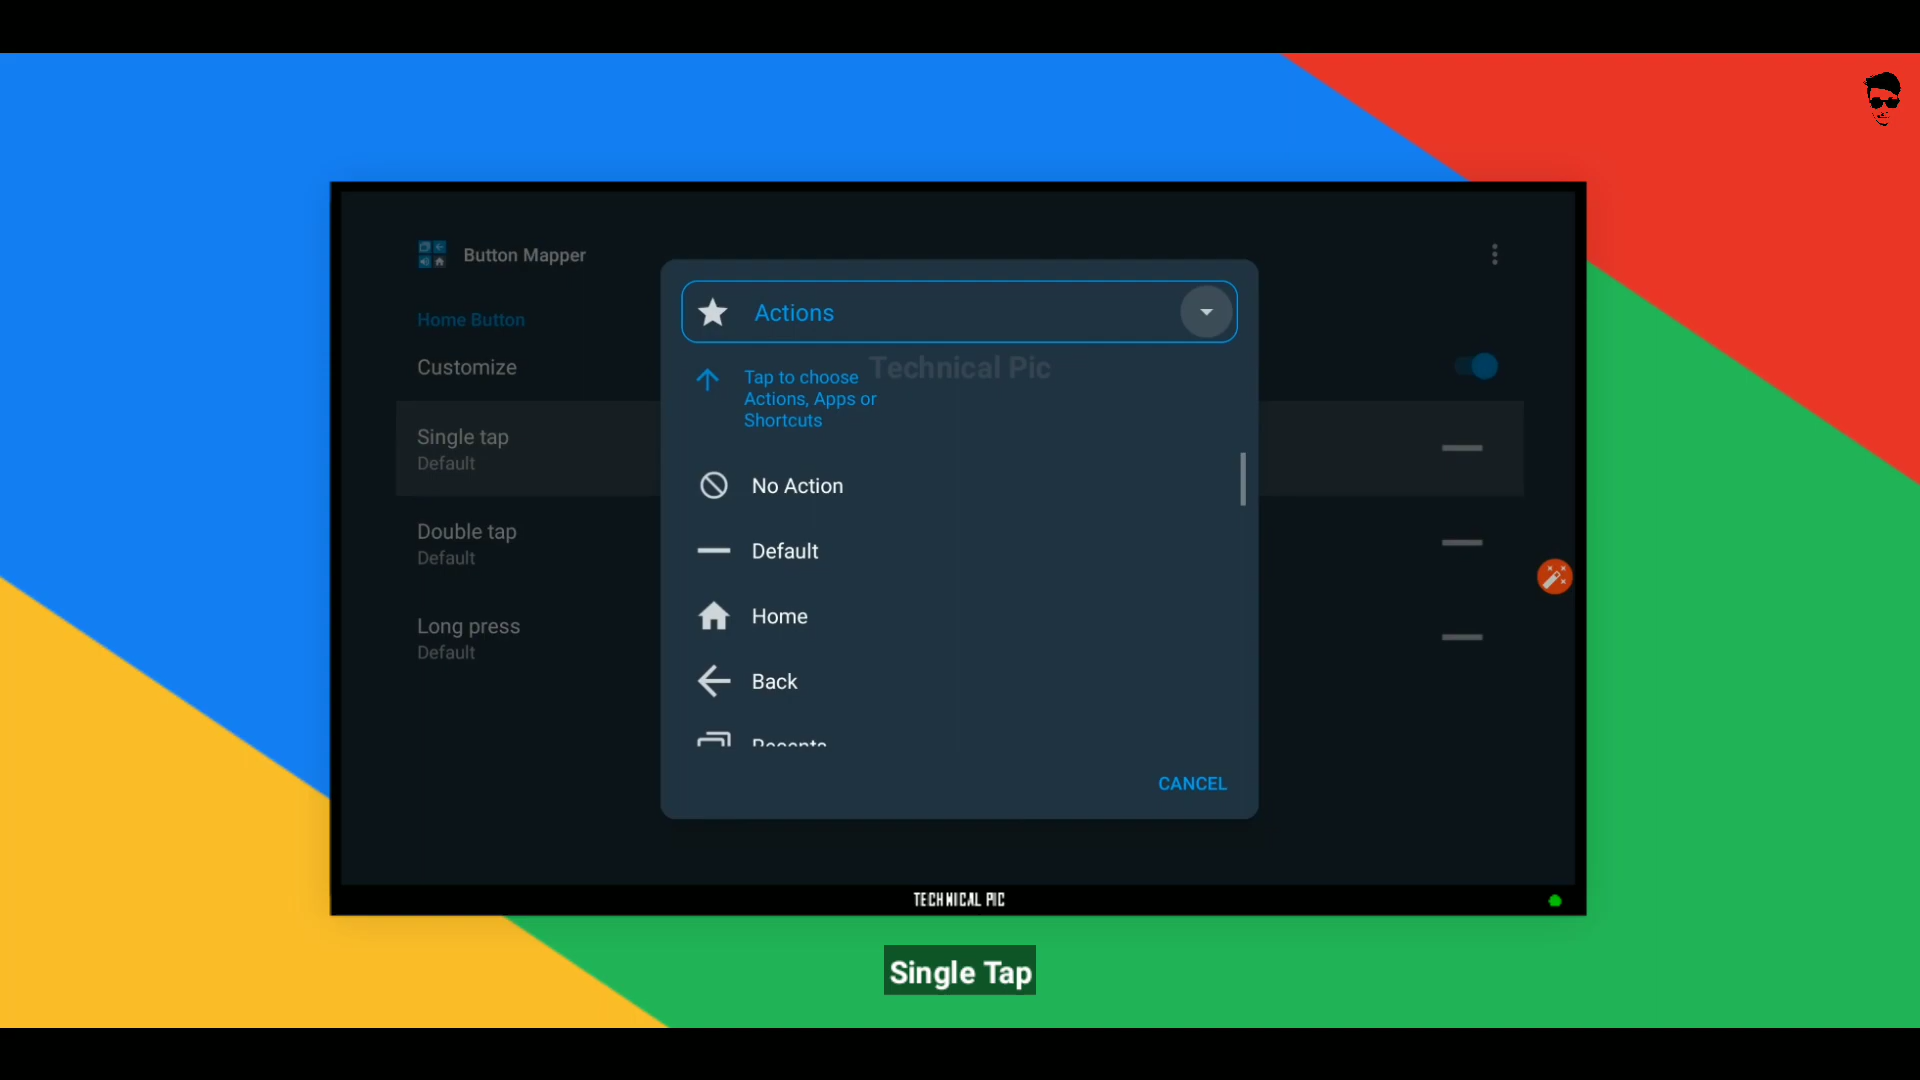 Button Mapper
Home Button
Customize
Single tap
Default
Double tap
Default
Long press
Default
Actions
Technical Pic
Tap to choose
Actions, Apps or
Shortcuts
No Action
Default
Home
Back
Recents
CANCEL
TECHNICAL PIC
Single Tap